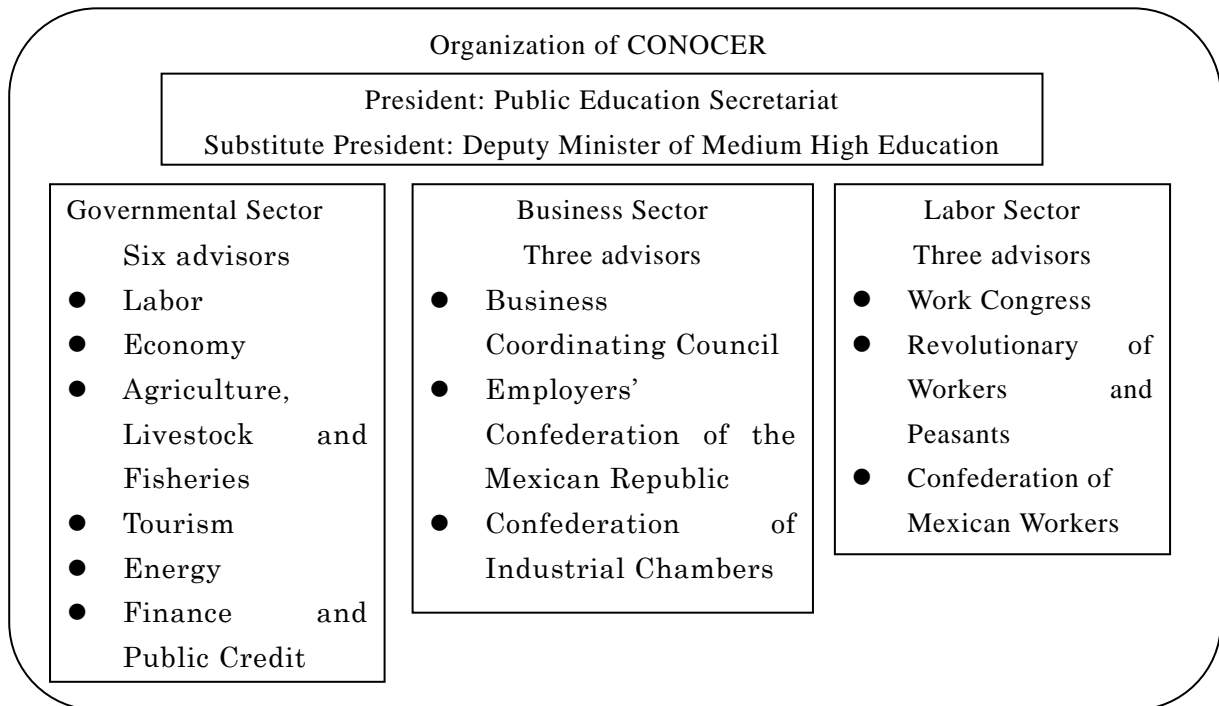 Organization of CONOCER
President: Public Education Secretariat
Substitute President: Deputy Minister of Medium High Education
Governmental Sector
Six advisors
● Labor
● Economy
● Agriculture,
Livestock and
Fisheries
● Tourism
● Energy
● Finance and
Public Credit
Business Sector
Three advisors
● Business
Coordinating Council
● Employers’
Confederation of the
Mexican Republic
● Confederation of
Industrial Chambers
Labor Sector
Three advisors
● Work Congress
● Revolutionary of
Workers and
Peasants
● Confederation of
Mexican Workers